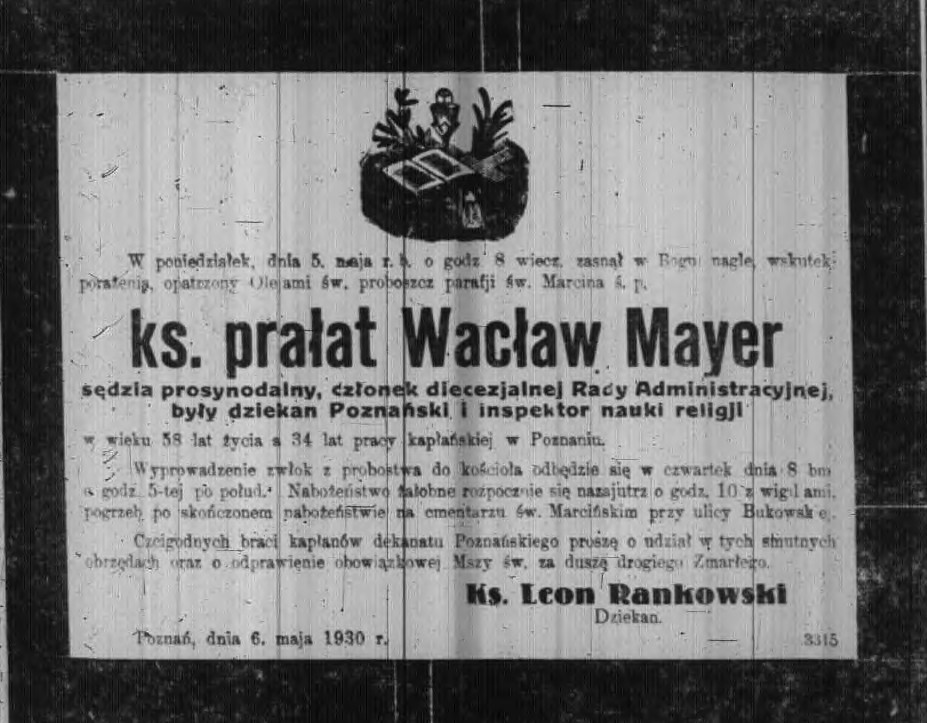 W poniedziałek, dnia 5. maja r. b. o godz 8 wiecz. zasnął w Bogu nagle, wskutek
porażenia, opatrzony Olejami św. proboszcz parafji św. Marcina ś. p.
ks. prałat Wacław Mayer
sędzia prosynodalny, członek diecezjalnej Rady Administracyjnej,
były dziekan Poznański i inspektor nauki religji
w wieku 58 lat życia a 34 lat pracy kapłańskiej w Poznaniu.
Wyprowadzenie zwłok z probostwa do kościoła odbędzie się w czwartek dnia 8 bm
o godz. 5-tej po połud. Nabożeństwo żałobne rozpocznie się nazajutrz o godz. 10 z wigiljami,
pogrzeb po skończonem nabożeństwie na cmentarzu św. Marcińskim przy ulicy Bukowskiej.
Czcigodnych braci kapłanów dekanatu Poznańskiego proszę o udział w tych smutnych
obrzędach oraz o odprawienie obowiązkowej Mszy św. za duszę drogiego Zmarłego.
Ks. Leon Rankowski
Dziekan.
Poznań, dnia 6. maja 1930 r.
3315